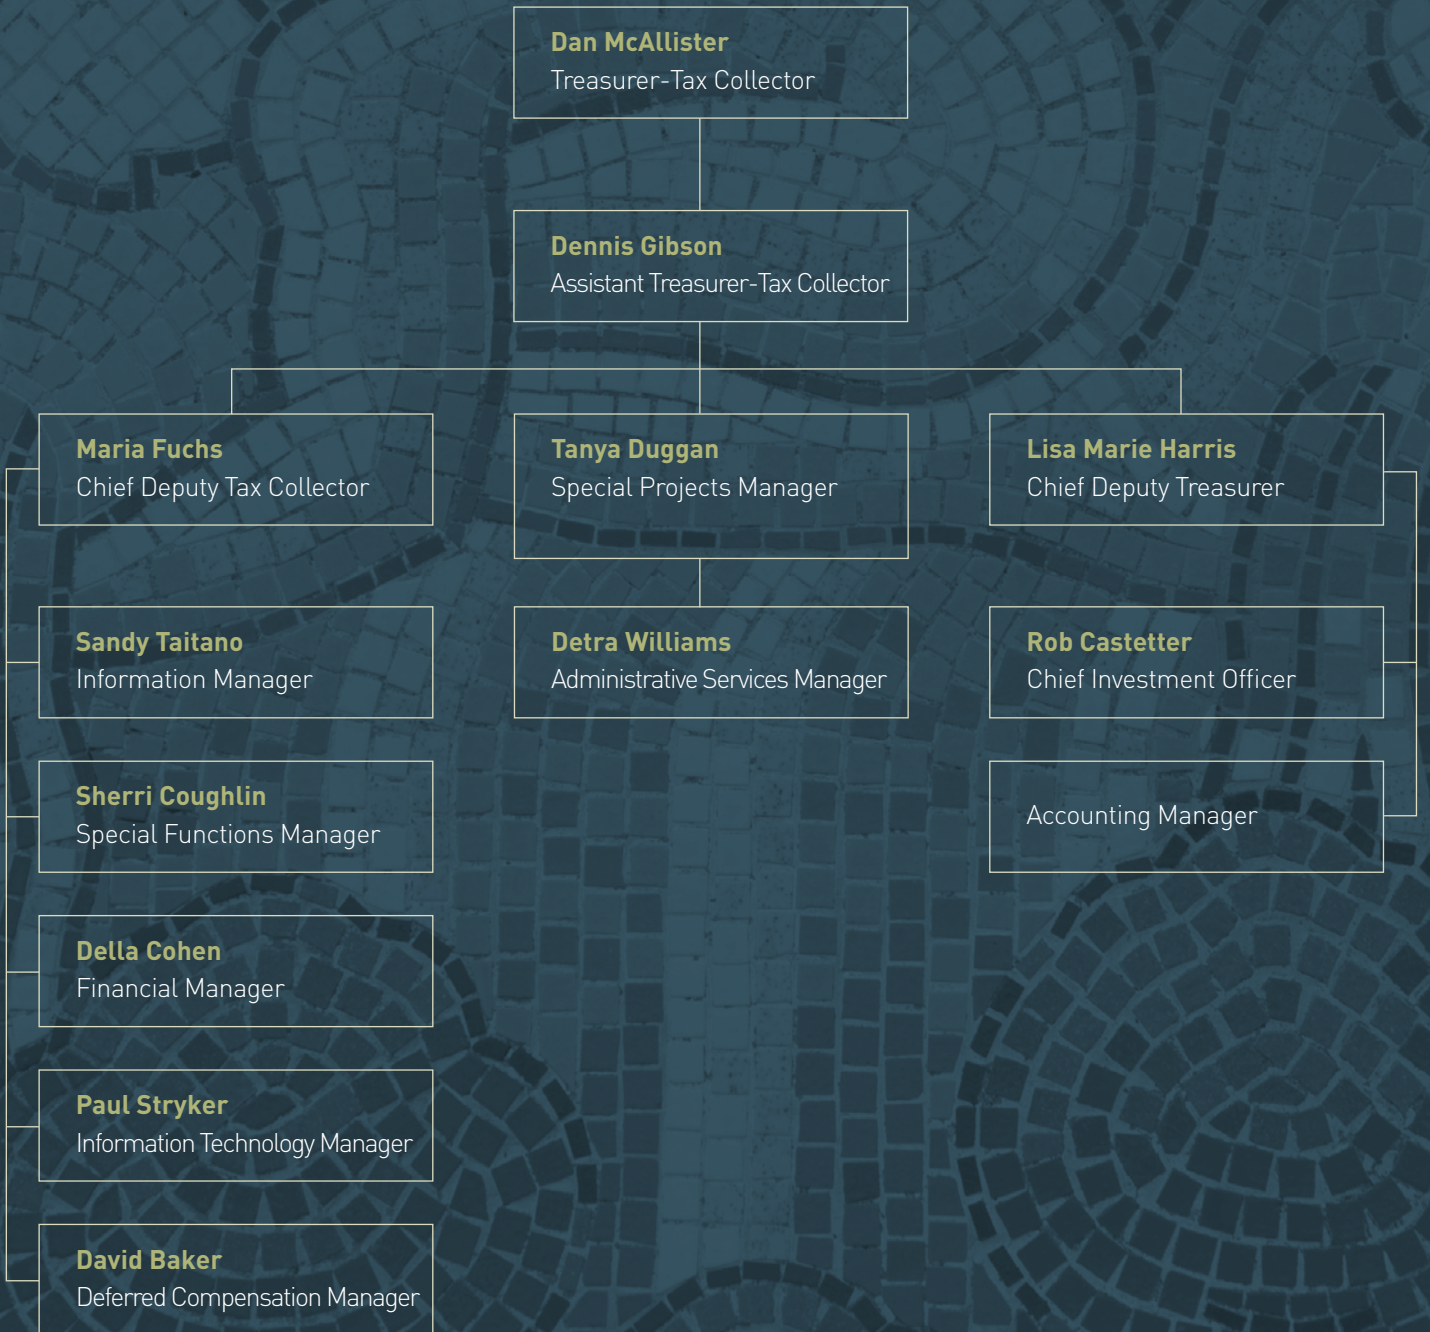 Dan McAllister
Treasurer-Tax Collector
Dennis Gibson
Assistant Treasurer-Tax Collector
Maria Fuchs
Chief Deputy Tax Collector
Tanya Duggan
Special Projects Manager
Lisa Marie Harris
Chief Deputy Treasurer
Sandy Taitano
Information Manager
Detra Williams
Administrative Services Manager
Rob Castetter
Chief Investment Officer
Sherri Coughlin
Special Functions Manager
Accounting Manager
Della Cohen
Financial Manager
Paul Stryker
Information Technology Manager
David Baker
Deferred Compensation Manager